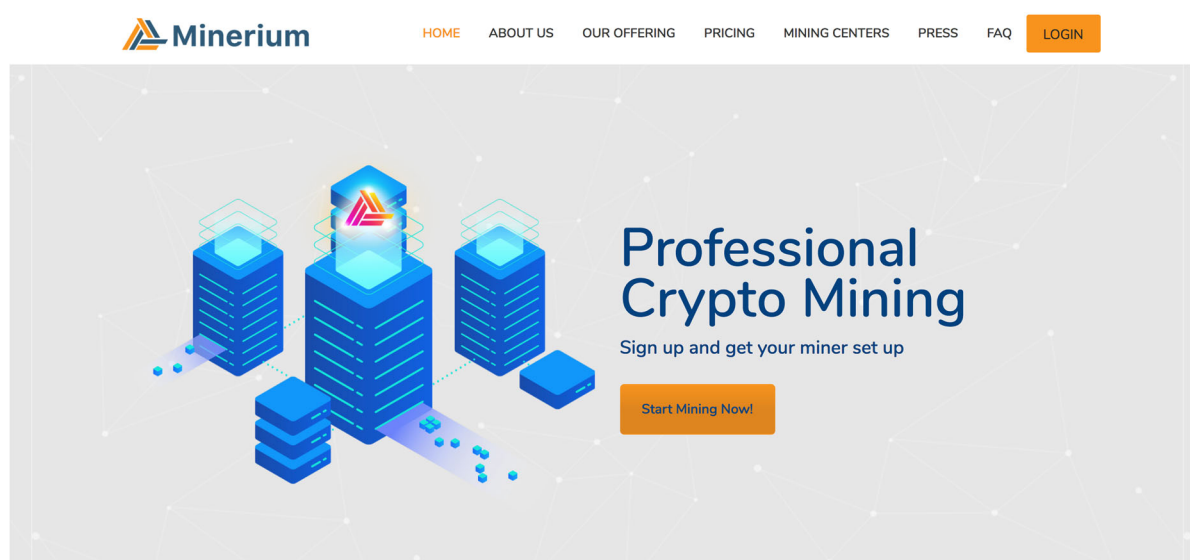 Minerium
HOME ABOUT US OUR OFFERING PRICING MINING CENTERS PRESS FAQ LOGIN
Professional
Crypto Mining
Sign up and get your miner set up
Start Mining Now!